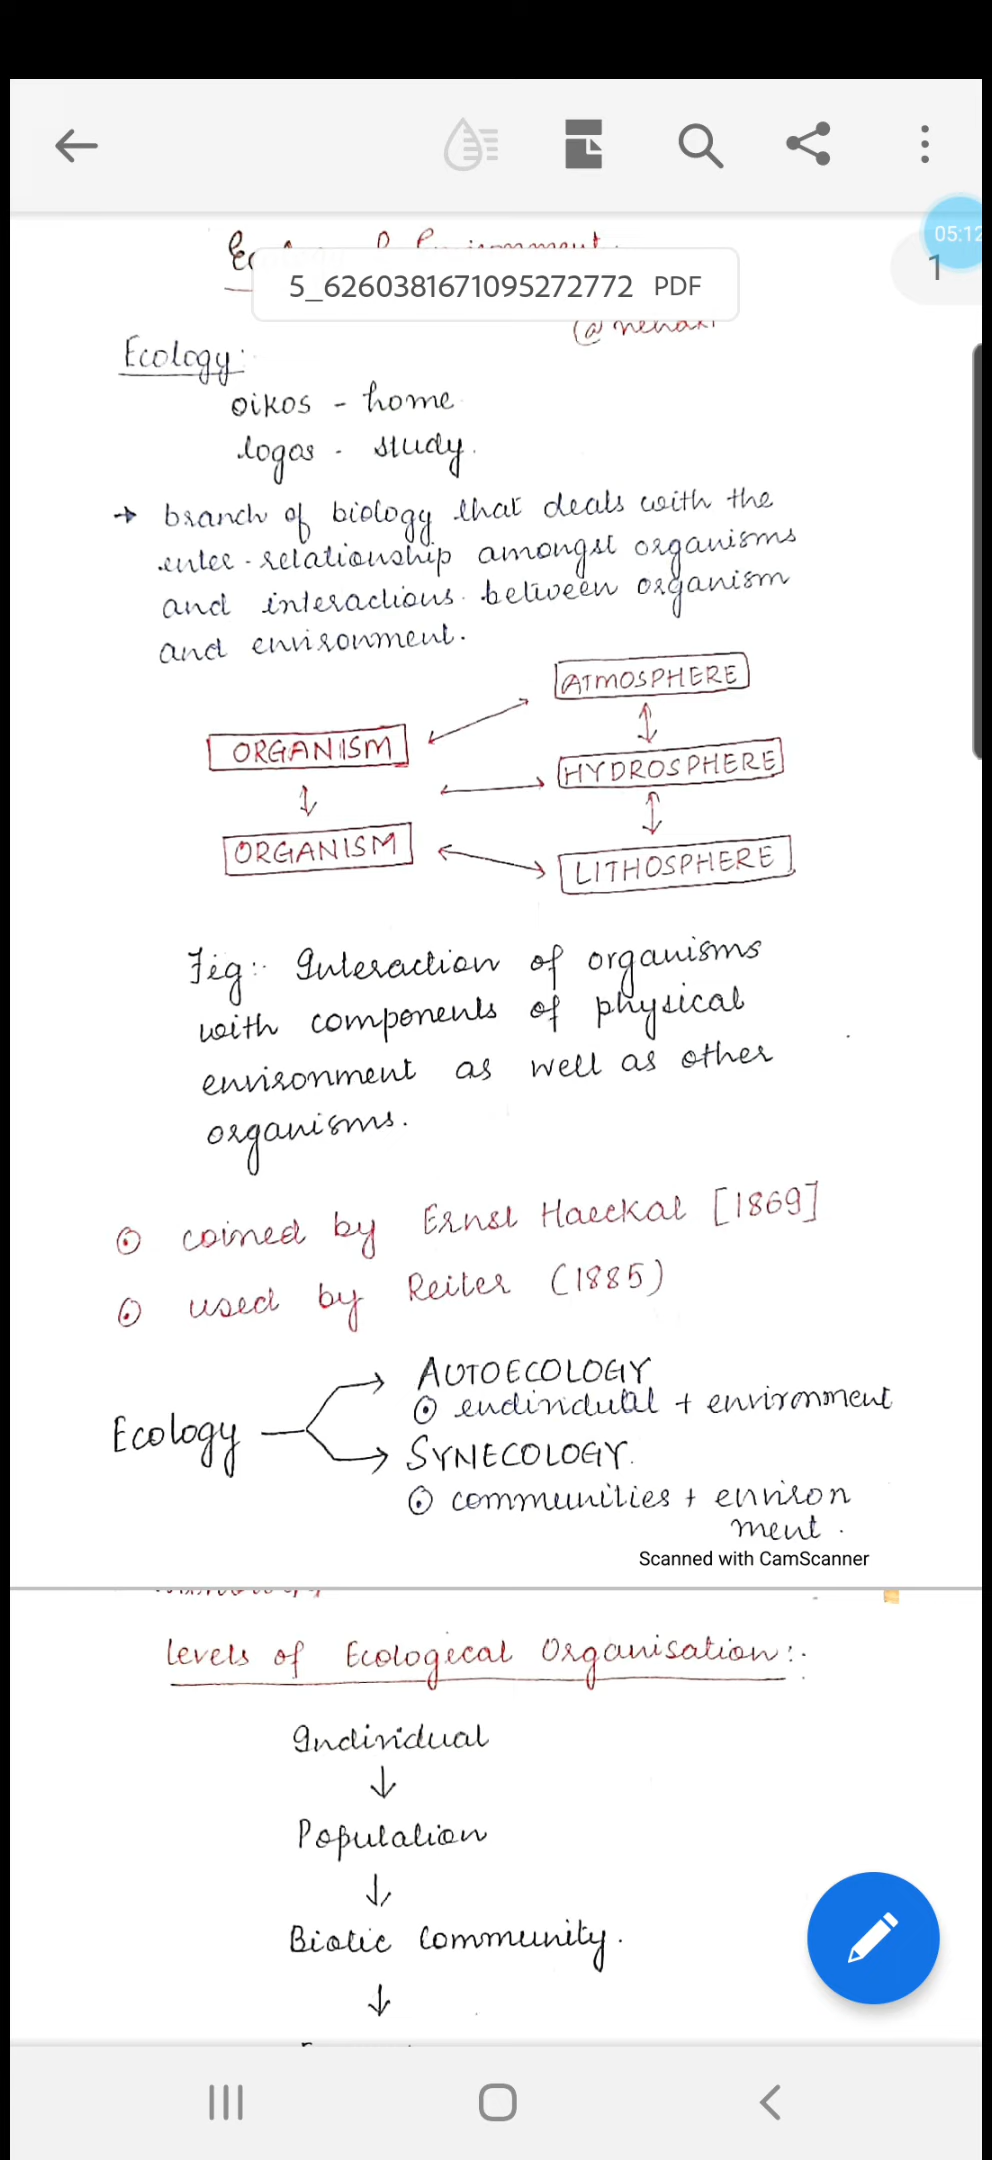 05:12
1
5_6260381671095272772 PDF
Ecology:
oikos - home
logos - study.
→ branch of biology that deals with the
inter-relationship amongst organisms
and interactions between organism
and environment.
ATMOSPHERE
ORGANISM
HYDROSPHERE
ORGANISM
LITHOSPHERE
Fig:- Interaction of organisms
with components of physical
environment as well as other
organisms.
⊙ coined by Ernst Haeckal [1869]
⊙ used by Reiter (1885)
AUTOECOLOGY
⊙ individual + environment
Ecology
SYNECOLOGY.
⊙ communities + environ
ment.
Scanned with CamScanner
levels of Ecological Organisation:-
Individual
↓
Population
↓
Biotic Community.
↓